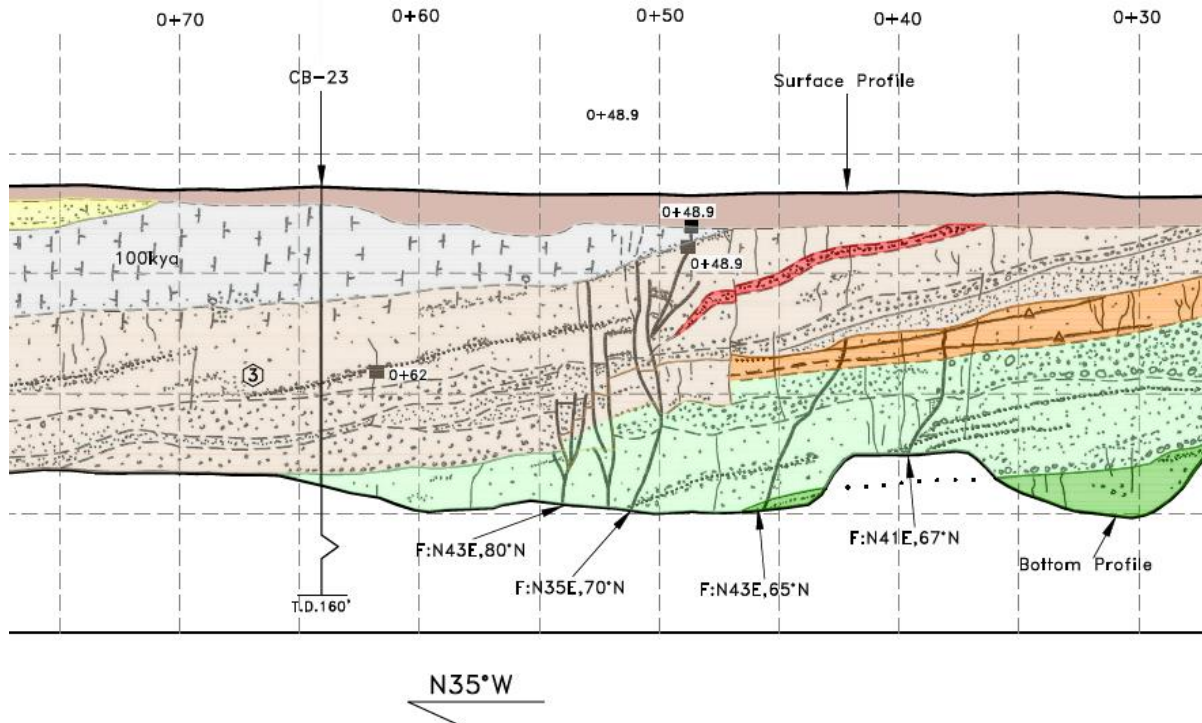 0+70
0+60
0+50
0+40
0+30
CB-23
Surface Profile
0+48.9
0+48.9
0+48.9
100kya
3
0+62
F:N43E,80°N
F:N35E,70°N
F:N43E,65°N
F:N41E,67°N
Bottom Profile
T.D.160'
N35°W